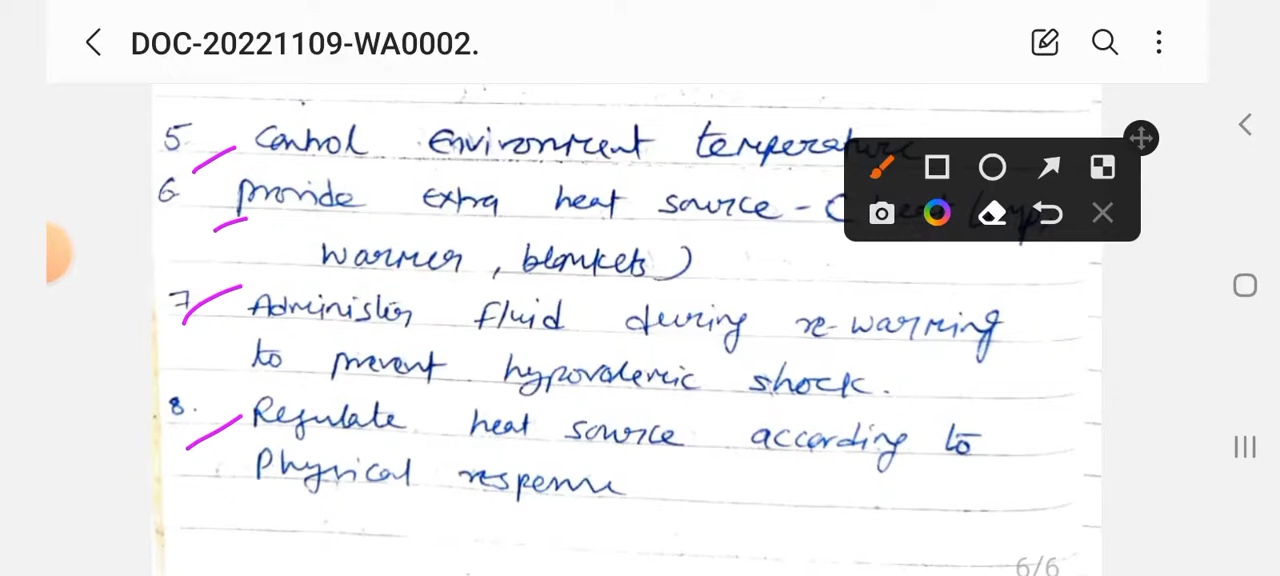 DOC-20221109-WA0002.
5. Control Environment temperature
6 provide extra heat source - (
warmer, blankets)
7 Administer fluid during re-warming
to prevent hypovolemic shock.
8. Regulate heat source according to
Physical response
6/6